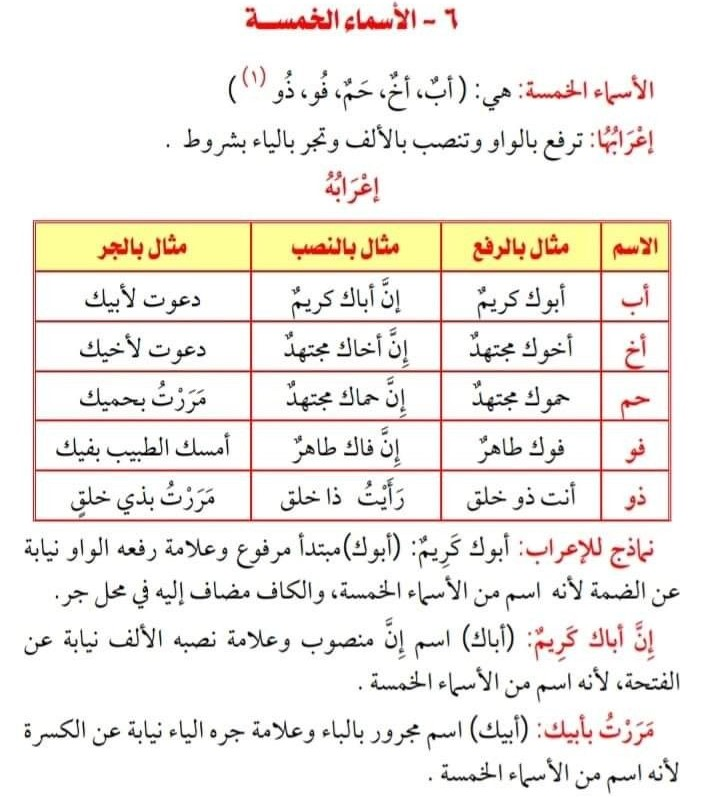 ٦ - الأسماء الخمسة
الأسماء الخمسة: هي: (أبٌ، أخٌ، حَمٌ، فُو، ذُو (١))
إعْرَابُهَا: ترفع بالواو وتنصب بالألف وتجر بالياء بشروط .
إعْرَابُهُ
الاسم مثال بالرفع مثال بالنصب مثال بالجر
أب أبوك كريمٌ إنَّ أباك كريمٌ دعوت لأبيك
أخ أخوك مجتهدٌ إنَّ أخاك مجتهدٌ دعوت لأخيك
حم حموك مجتهدٌ إنَّ حماك مجتهدٌ مَرَرْتُ بحميك
فو فوك طاهرٌ إنَّ فاك طاهرٌ أمسك الطبيب بفيك
ذو أنت ذو خلق رَأَيْتُ ذا خلق مَرَرْتُ بذي خلقٍ
نماذج للإعراب: أبوك كَرِيمٌ: (أبوك) مبتدأ مرفوع وعلامة رفعه الواو نيابة
عن الضمة لأنه اسم من الأسماء الخمسة، والكاف مضاف إليه في محل جر.
إنَّ أباك كَرِيمٌ: (أباك) اسم إنَّ منصوب وعلامة نصبه الألف نيابة عن
الفتحة، لأنه اسم من الأسماء الخمسة .
مَرَرْتُ بأبيك: (أبيك) اسم مجرور بالباء وعلامة جره الياء نيابة عن الكسرة
لأنه اسم من الأسماء الخمسة .